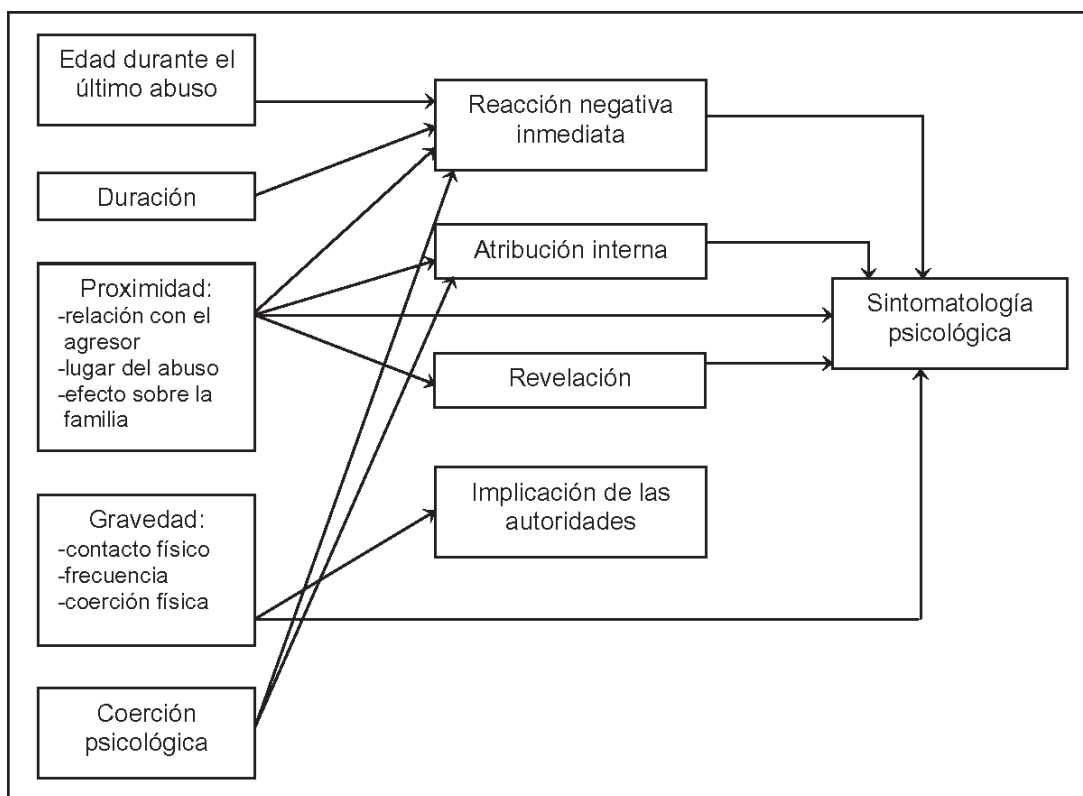 Edad durante el
último abuso
Duración
Proximidad:
-relación con el
agresor
-lugar del abuso
-efecto sobre la
familia
Gravedad:
-contacto físico
-frecuencia
-coerción física
Coerción
psicológica
Reacción negativa
inmediata
Atribución interna
Revelación
Implicación de las
autoridades
Sintomatología
psicológica